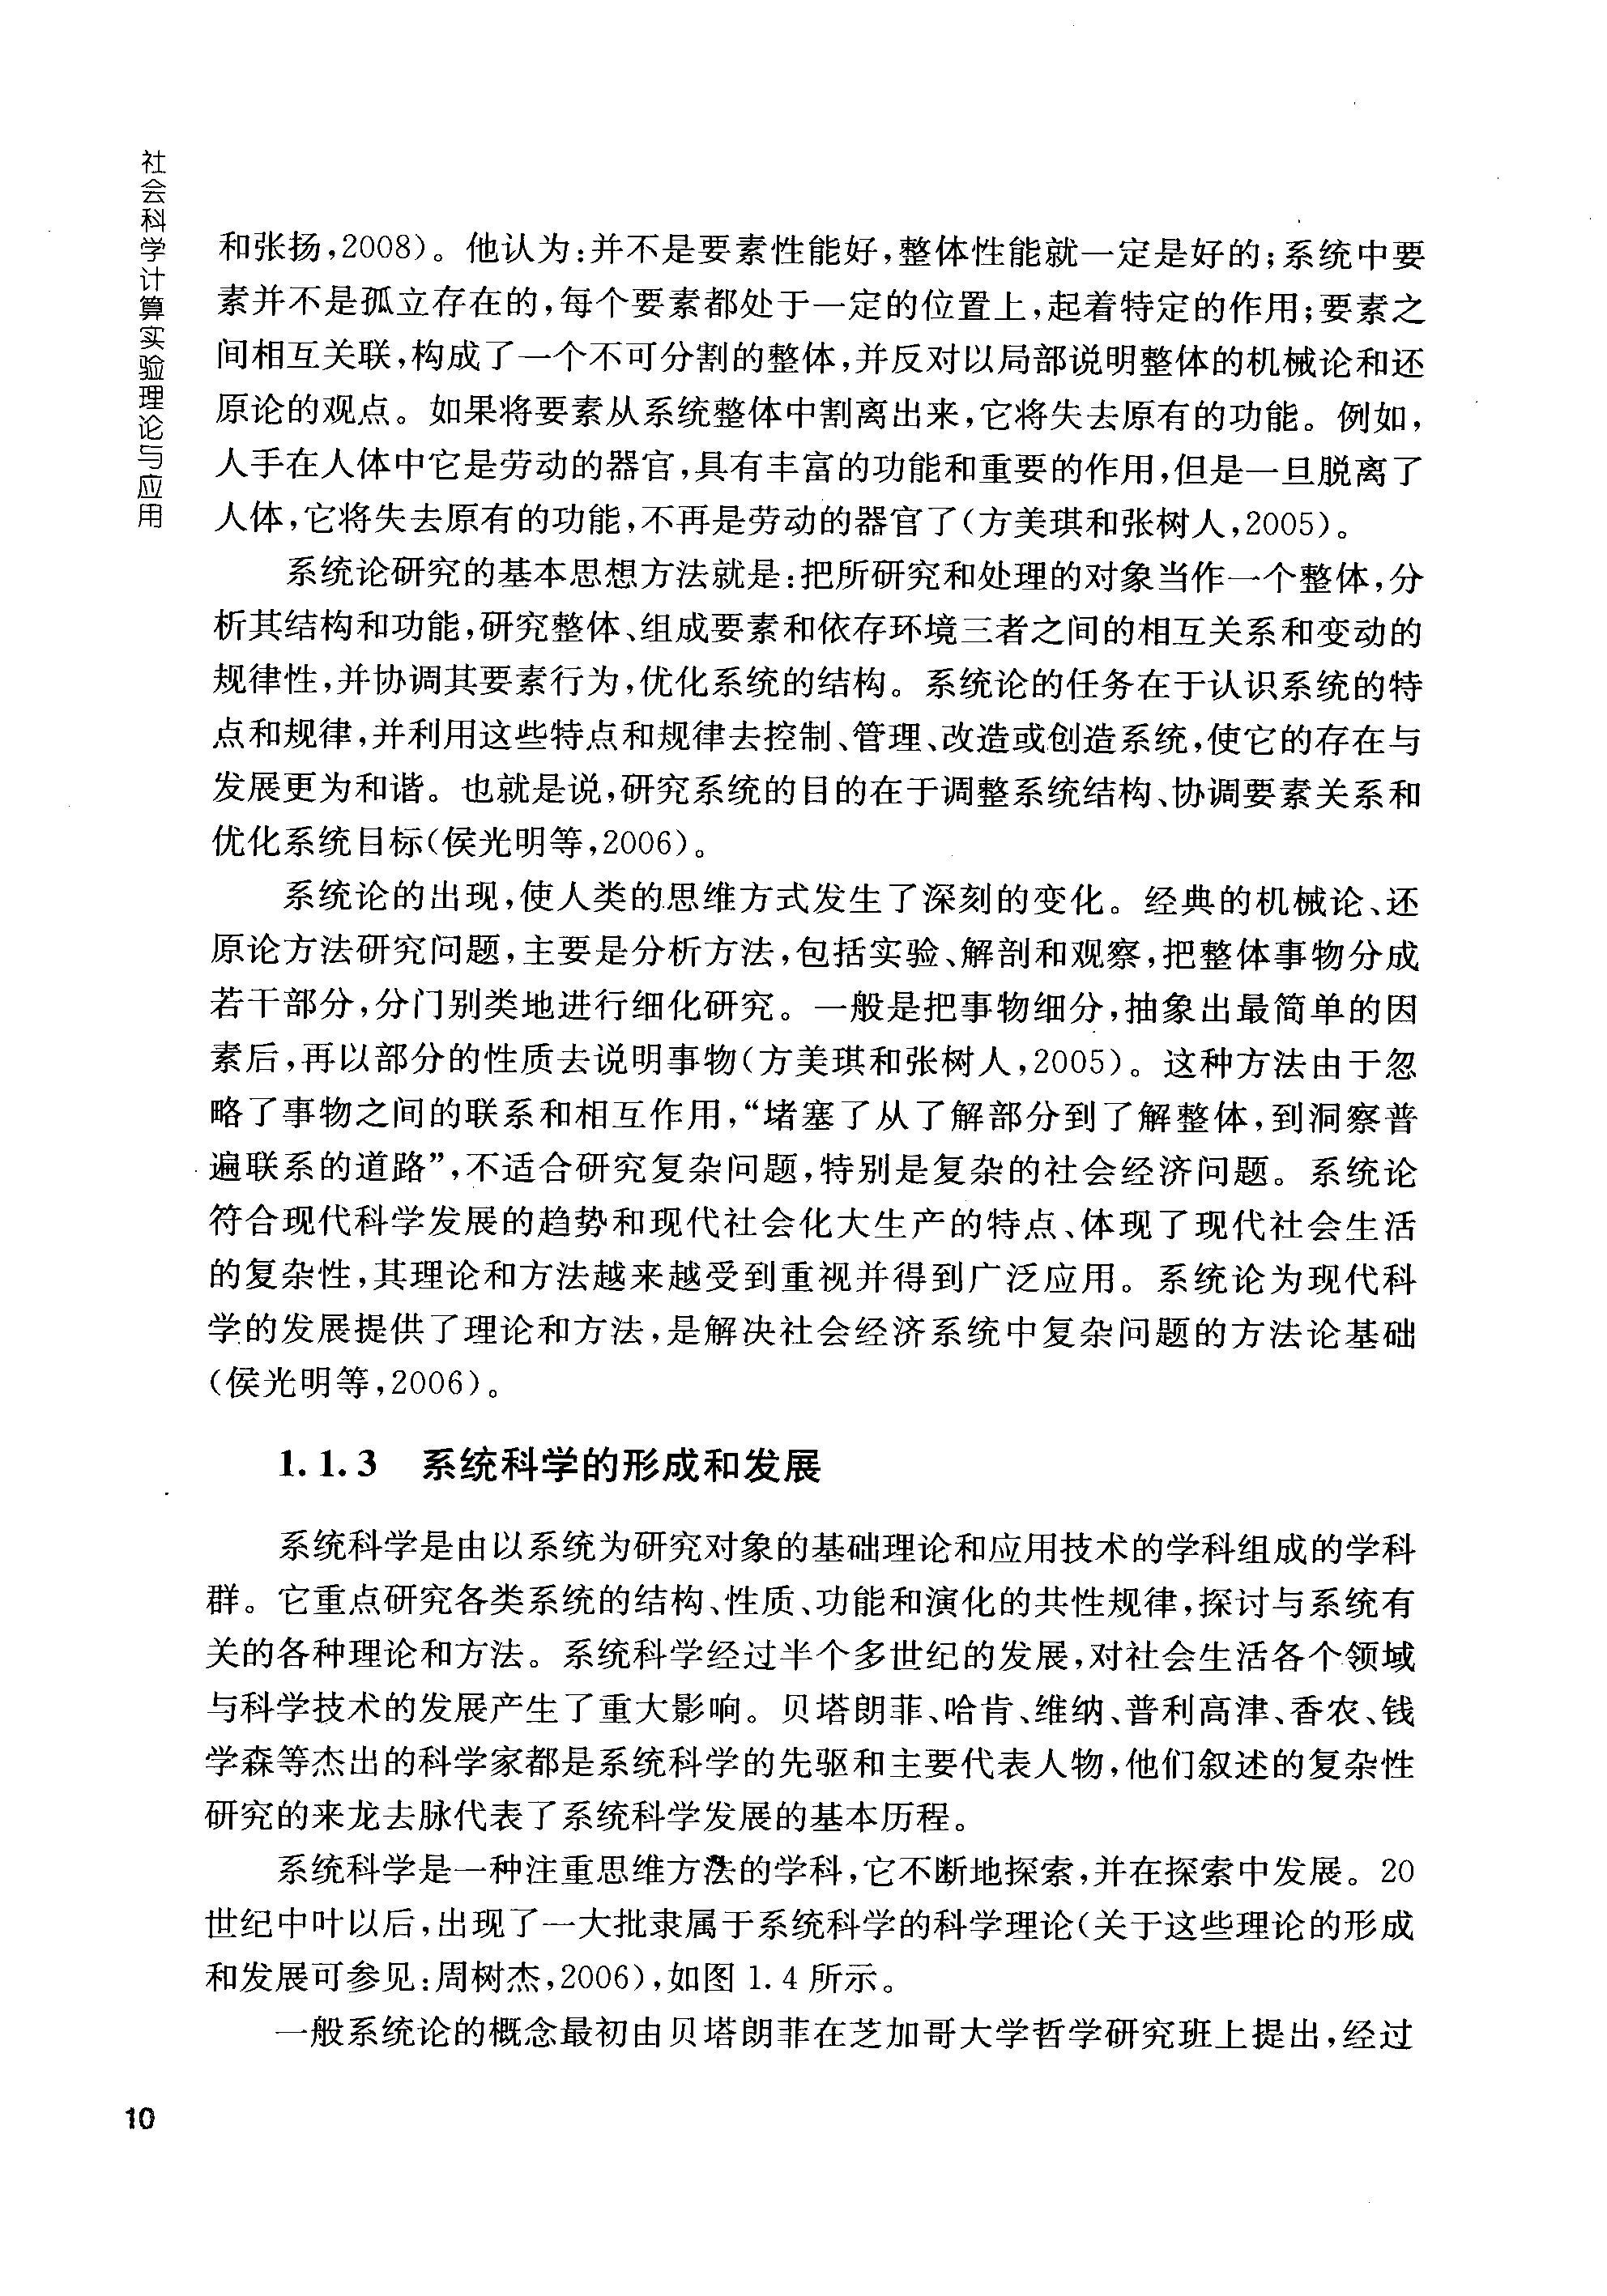 社会科学计算实验理论与应用
和张扬,2008)。他认为:并不是要素性能好,整体性能就一定是好的;系统中要
素并不是孤立存在的,每个要素都处于一定的位置上,起着特定的作用;要素之
间相互关联,构成了一个不可分割的整体,并反对以局部说明整体的机械论和还
原论的观点。如果将要素从系统整体中割离出来,它将失去原有的功能。例如,
人手在人体中它是劳动的器官,具有丰富的功能和重要的作用,但是一旦脱离了
人体,它将失去原有的功能,不再是劳动的器官了(方美琪和张树人,2005)。
系统论研究的基本思想方法就是:把所研究和处理的对象当作一个整体,分
析其结构和功能,研究整体、组成要素和依存环境三者之间的相互关系和变动的
规律性,并协调其要素行为,优化系统的结构。系统论的任务在于认识系统的特
点和规律,并利用这些特点和规律去控制、管理、改造或创造系统,使它的存在与
发展更为和谐。也就是说,研究系统的目的在于调整系统结构、协调要素关系和
优化系统目标(侯光明等,2006)。
系统论的出现,使人类的思维方式发生了深刻的变化。经典的机械论、还
原论方法研究问题,主要是分析方法,包括实验、解剖和观察,把整体事物分成
若干部分,分门别类地进行细化研究。一般是把事物细分,抽象出最简单的因
素后,再以部分的性质去说明事物(方美琪和张树人,2005)。这种方法由于忽
略了事物之间的联系和相互作用,“堵塞了从了解部分到了解整体,到洞察普
遍联系的道路”,不适合研究复杂问题,特别是复杂的社会经济问题。系统论
符合现代科学发展的趋势和现代社会化大生产的特点、体现了现代社会生活
的复杂性,其理论和方法越来越受到重视并得到广泛应用。系统论为现代科
学的发展提供了理论和方法,是解决社会经济系统中复杂问题的方法论基础
(侯光明等,2006)。
1.1.3 系统科学的形成和发展
系统科学是由以系统为研究对象的基础理论和应用技术的学科组成的学科
群。它重点研究各类系统的结构、性质、功能和演化的共性规律,探讨与系统有
关的各种理论和方法。系统科学经过半个多世纪的发展,对社会生活各个领域
与科学技术的发展产生了重大影响。贝塔朗菲、哈肯、维纳、普利高津、香农、钱
学森等杰出的科学家都是系统科学的先驱和主要代表人物,他们叙述的复杂性
研究的来龙去脉代表了系统科学发展的基本历程。
系统科学是一种注重思维方法的学科,它不断地探索,并在探索中发展。20
世纪中叶以后,出现了一大批隶属于系统科学的科学理论(关于这些理论的形成
和发展可参见:周树杰,2006),如图 1.4 所示。
一般系统论的概念最初由贝塔朗菲在芝加哥大学哲学研究班上提出,经过
10